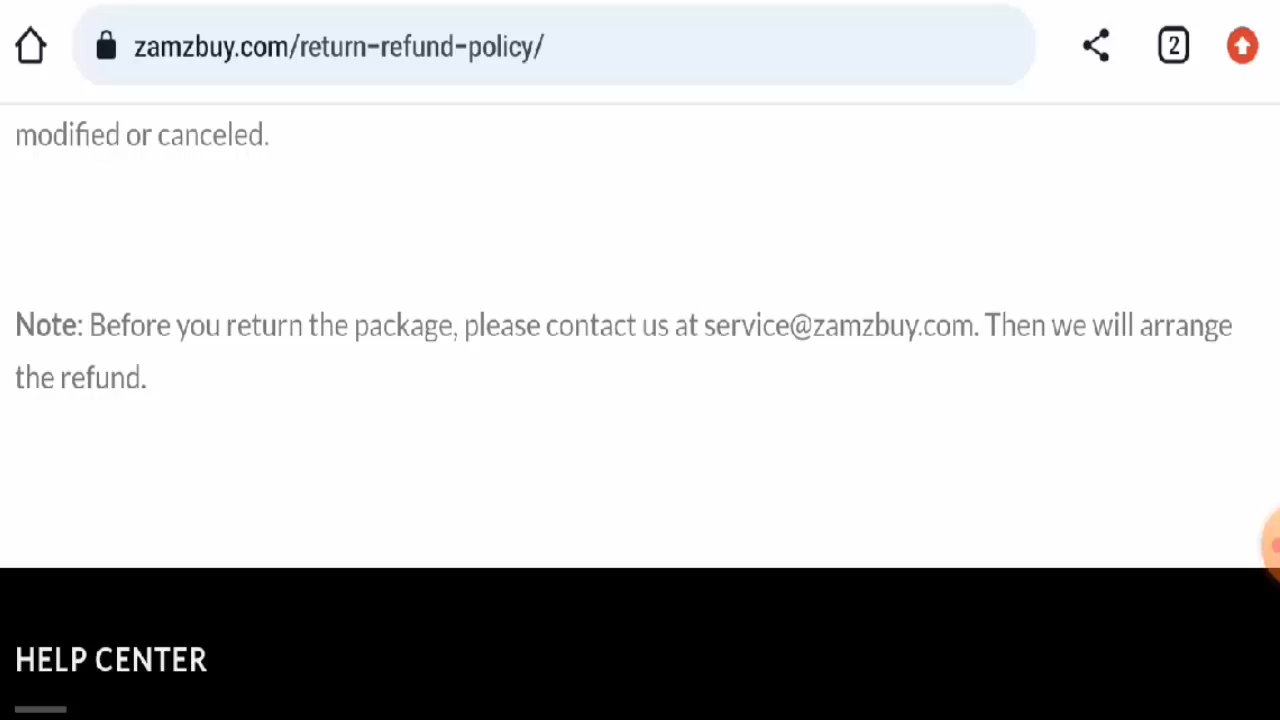 zamzbuy.com/return-refund-policy/
2
modified or canceled.
Note: Before you return the package, please contact us at service@zamzbuy.com. Then we will arrange
the refund.
HELP CENTER